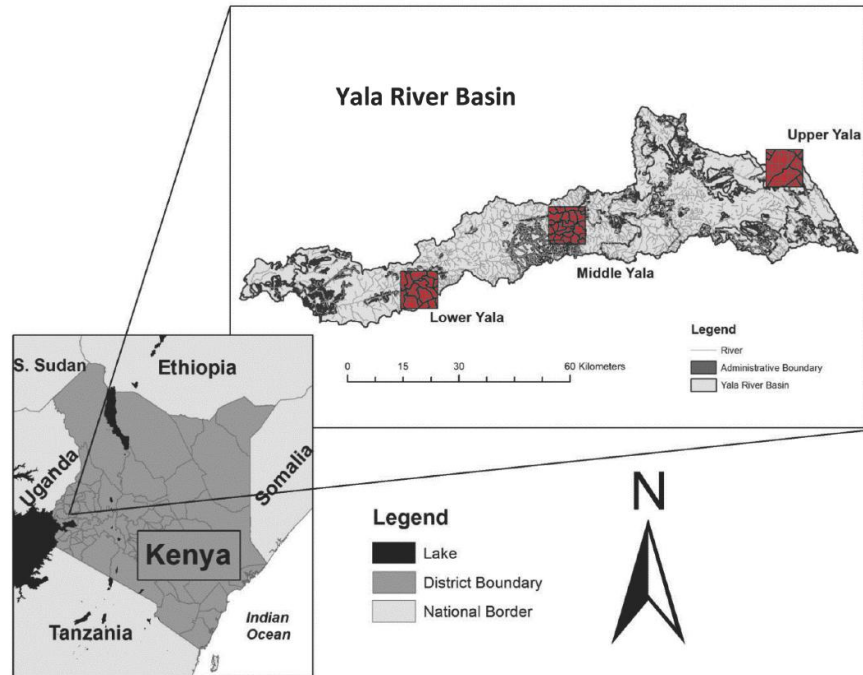 Yala River Basin
Upper Yala
Middle Yala
Lower Yala
Legend
River
Administrative Boundary
Yala River Basin
0 15 30 60 Kilometers
S. Sudan
Ethiopia
Uganda
Somalia
Kenya
Tanzania
Indian
Ocean
Legend
Lake
District Boundary
National Border
N